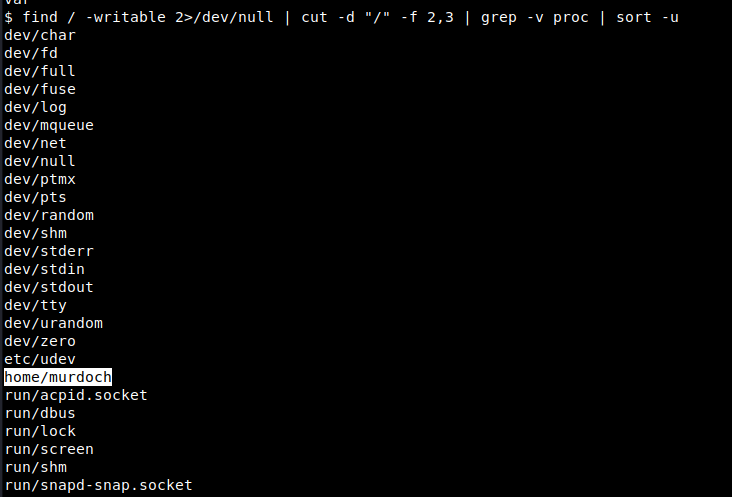 var
$ find / -writable 2>/dev/null | cut -d "/" -f 2,3 | grep -v proc | sort -u
dev/char
dev/fd
dev/full
dev/fuse
dev/log
dev/mqueue
dev/net
dev/null
dev/ptmx
dev/pts
dev/random
dev/shm
dev/stderr
dev/stdin
dev/stdout
dev/tty
dev/urandom
dev/zero
etc/udev
home/murdoch
run/acpid.socket
run/dbus
run/lock
run/screen
run/shm
run/snapd-snap.socket